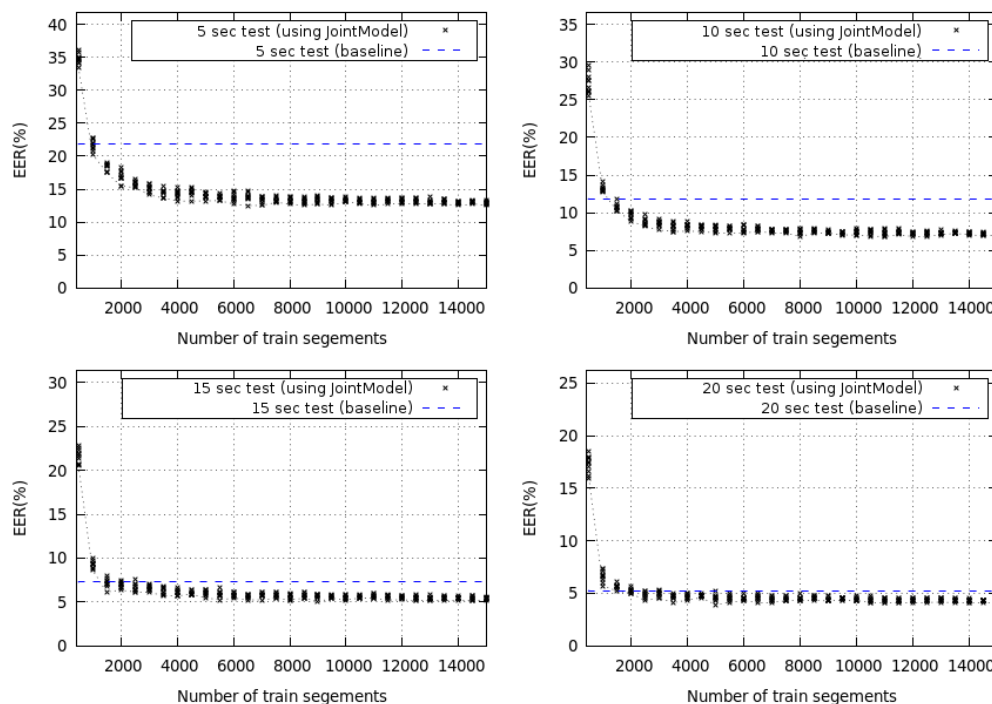 5 sec test (using JointModel)
5 sec test (baseline)
EER(%)
40
35
30
25
20
15
10
5
0
2000 4000 6000 8000 10000 12000 14000
Number of train segements
10 sec test (using JointModel)
10 sec test (baseline)
EER(%)
35
30
25
20
15
10
5
0
2000 4000 6000 8000 10000 12000 14000
Number of train segements
15 sec test (using JointModel)
15 sec test (baseline)
EER(%)
30
25
20
15
10
5
0
2000 4000 6000 8000 10000 12000 14000
Number of train segements
20 sec test (using JointModel)
20 sec test (baseline)
EER(%)
25
20
15
10
5
0
2000 4000 6000 8000 10000 12000 14000
Number of train segements